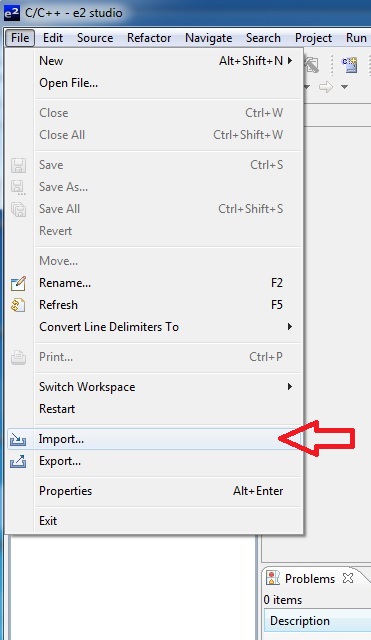 e² C/C++ - e2 studio
File Edit Source Refactor Navigate Search Project Run
New Alt+Shift+N
Open File...
Close Ctrl+W
Close All Ctrl+Shift+W
Save Ctrl+S
Save As...
Save All Ctrl+Shift+S
Revert
Move...
Rename... F2
Refresh F5
Convert Line Delimiters To
Print... Ctrl+P
Switch Workspace
Restart
Import...
Export...
Properties Alt+Enter
Exit
Problems
0 items
Description